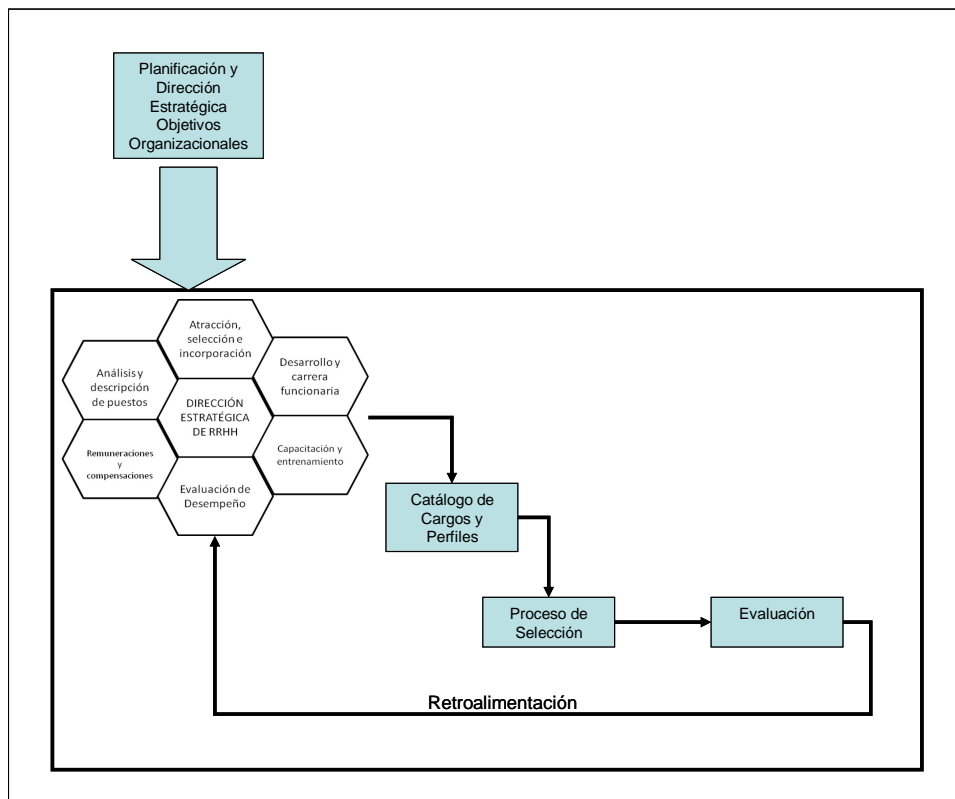 Planificación y
Dirección
Estratégica
Objetivos
Organizacionales
Atracción,
selección e
incorporación
Análisis y
descripción
de puestos
Desarrollo y
carrera
funcionaria
DIRECCIÓN
ESTRATÉGICA
DE RRHH
Remuneraciones
y
compensaciones
Capacitación y
entrenamiento
Evaluación de
Desempeño
Catálogo de
Cargos y
Perfiles
Proceso de
Selección
Evaluación
Retroalimentación